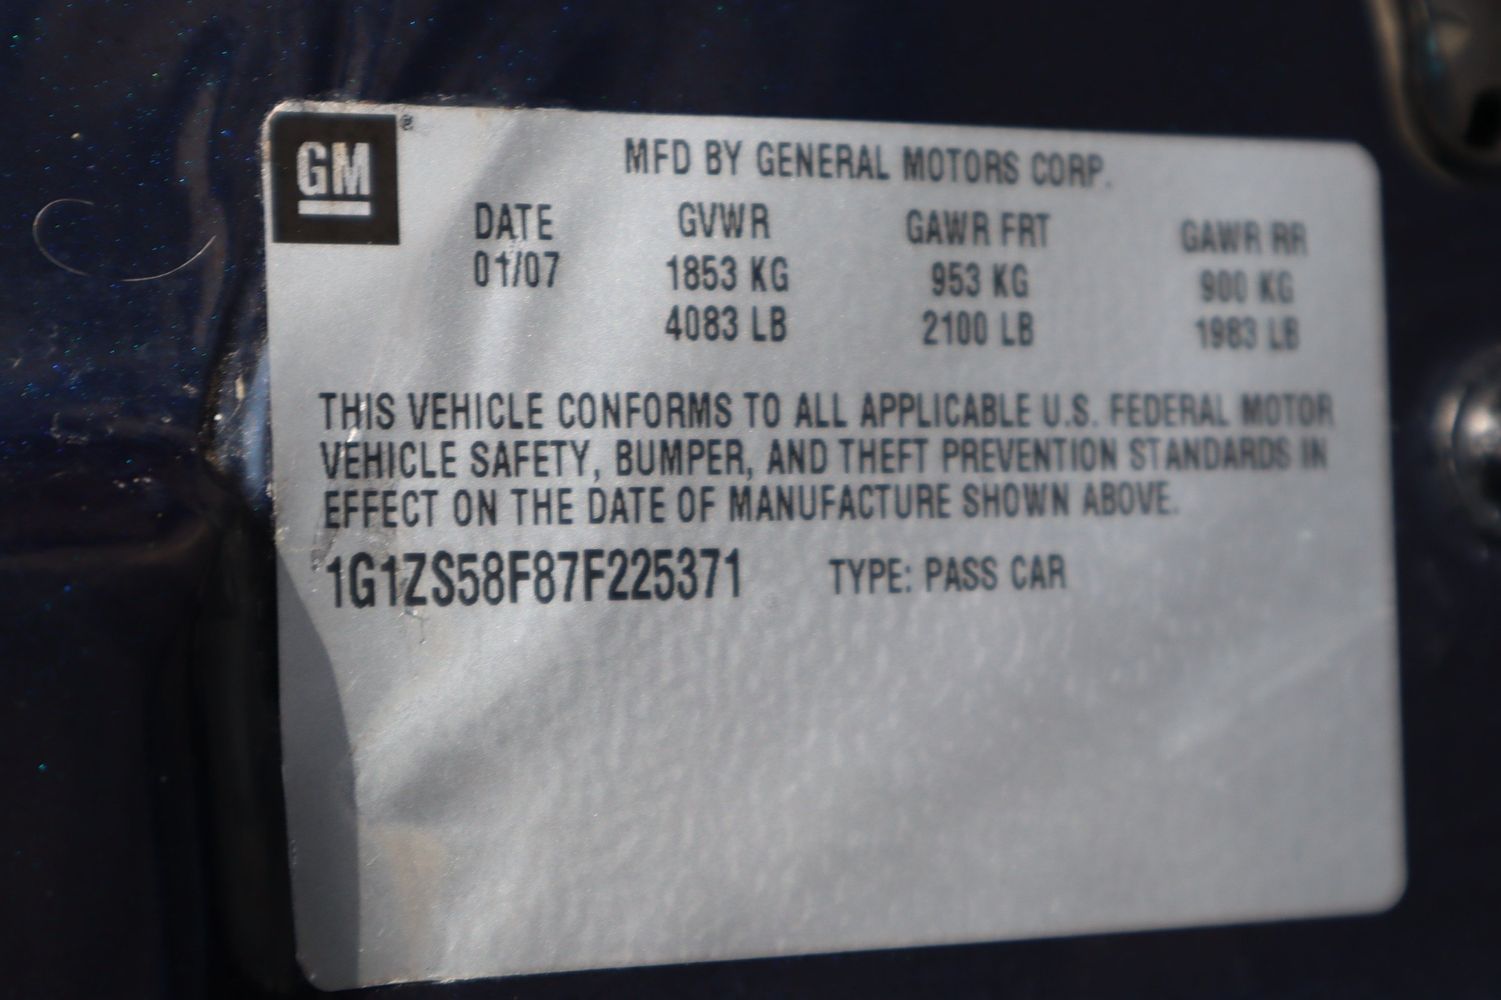 GM®
MFD BY GENERAL MOTORS CORP.
DATE GVWR GAWR FRT GAWR RR
01/07 1853 KG 953 KG 900 KG
4083 LB 2100 LB 1983 LB
THIS VEHICLE CONFORMS TO ALL APPLICABLE U.S. FEDERAL MOTOR
VEHICLE SAFETY, BUMPER, AND THEFT PREVENTION STANDARDS IN
EFFECT ON THE DATE OF MANUFACTURE SHOWN ABOVE.
1G1ZS58F87F225371 TYPE: PASS CAR